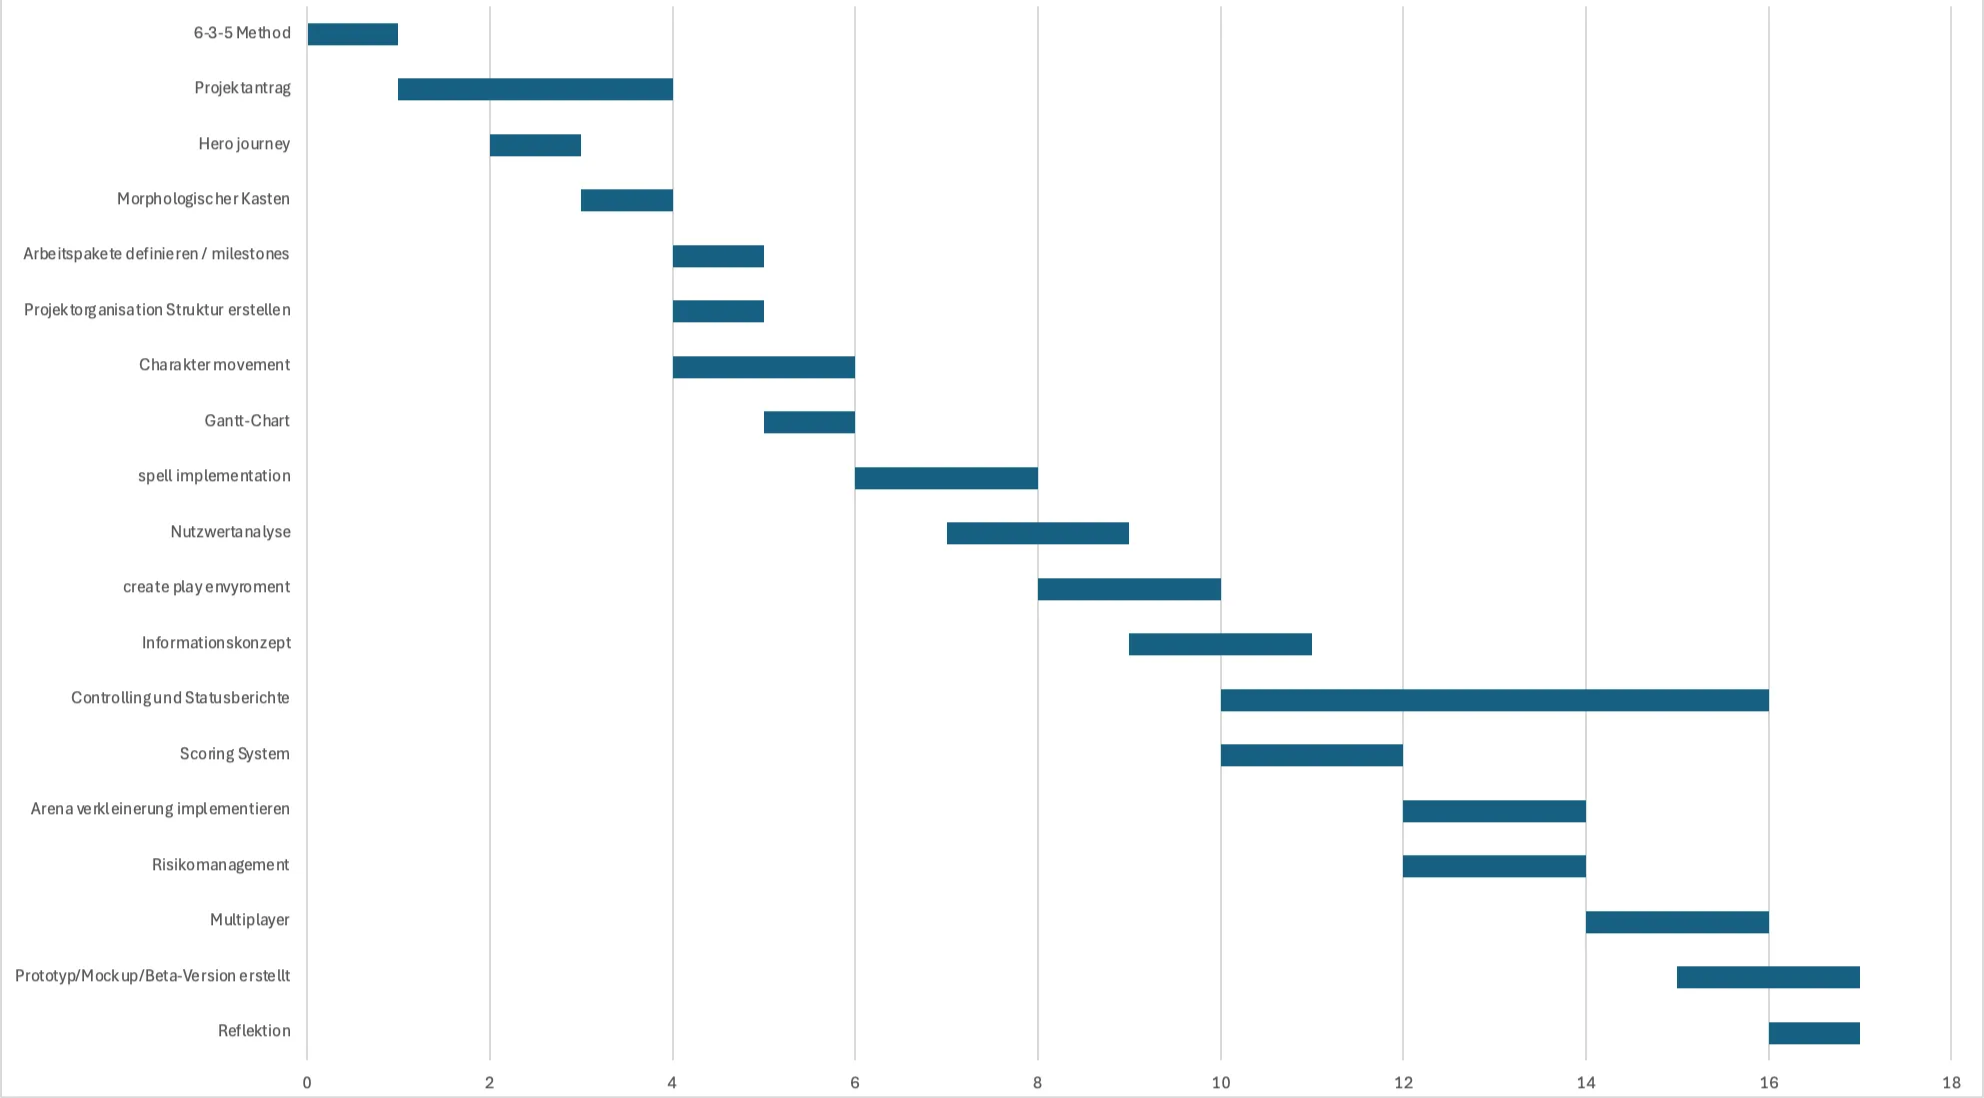 6-3-5 Method
Projektantrag
Hero journey
Morphologischer Kasten
Arbeitspakete definieren / milestones
Projektorganisation Struktur erstellen
Charakter movement
Gantt-Chart
spell implementation
Nutzwertanalyse
create play envyroment
Informationskonzept
Controlling und Statusberichte
Scoring System
Arena verkleinerung implementieren
Risikomanagement
Multiplayer
Prototyp/Mockup/Beta-Version erstellt
Reflektion
0 2 4 6 8 10 12 14 16 18